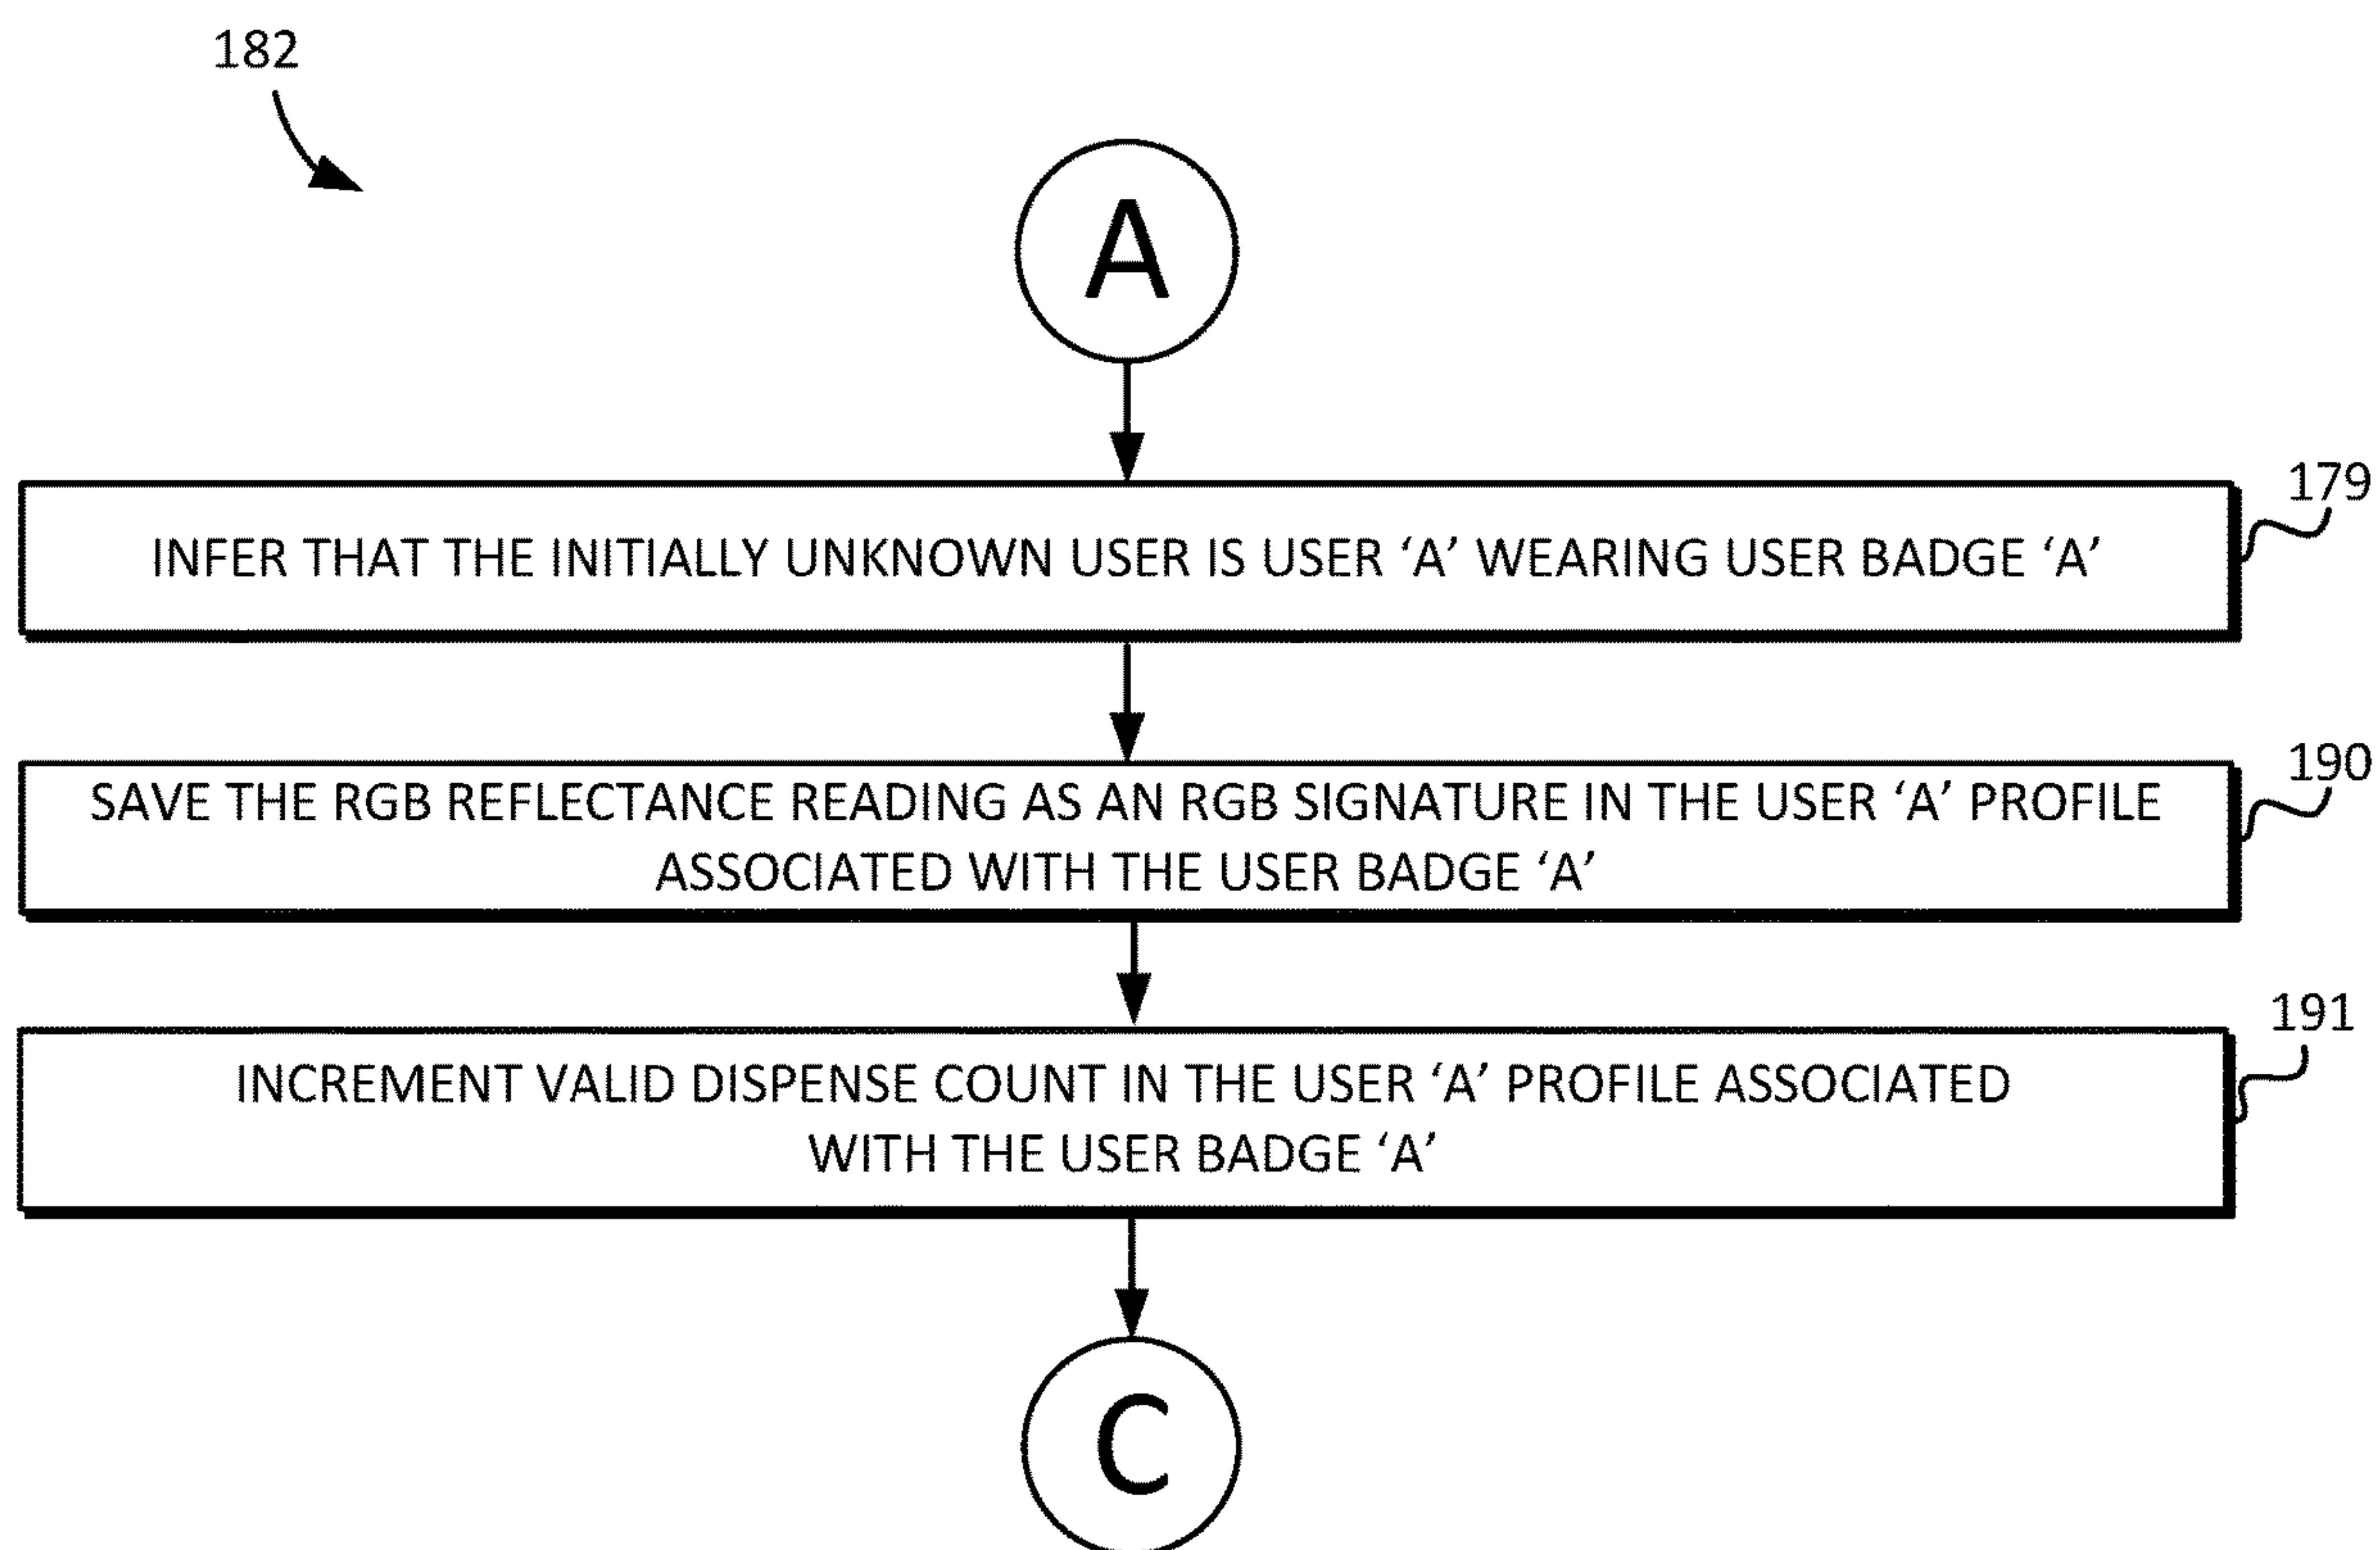 182
A
179
INFER THAT THE INITIALLY UNKNOWN USER IS USER ‘A’ WEARING USER BADGE ‘A’
190
SAVE THE RGB REFLECTANCE READING AS AN RGB SIGNATURE IN THE USER ‘A’ PROFILE
ASSOCIATED WITH THE USER BADGE ‘A’
191
INCREMENT VALID DISPENSE COUNT IN THE USER ‘A’ PROFILE ASSOCIATED
WITH THE USER BADGE ‘A’
C